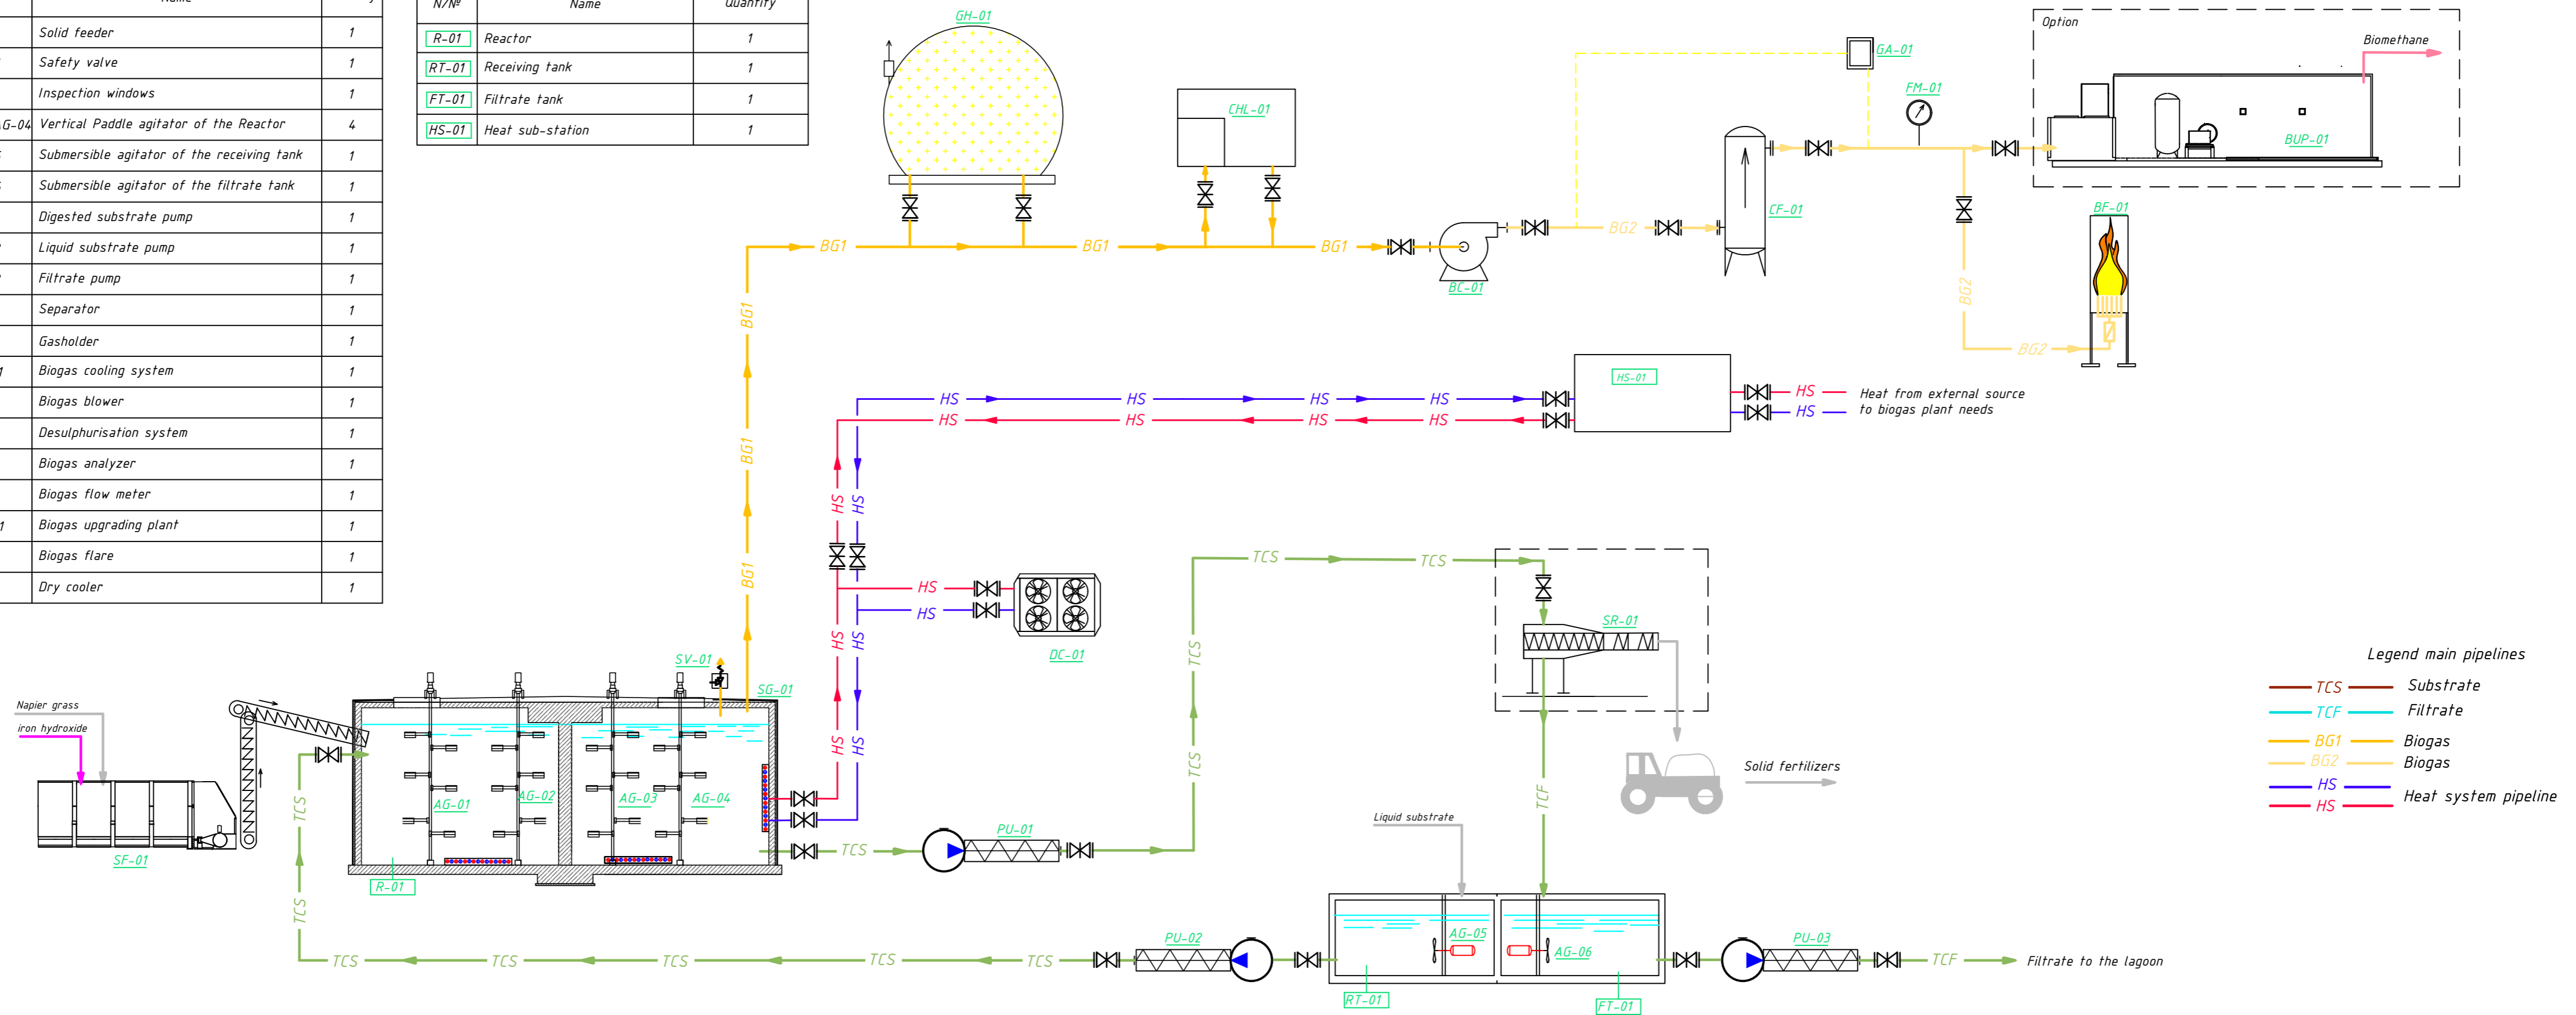 Name
Solid feeder 1
Safety valve 1
Inspection windows 1
AG-04 Vertical Paddle agitator of the Reactor 4
Submersible agitator of the receiving tank 1
Submersible agitator of the filtrate tank 1
Digested substrate pump 1
Liquid substrate pump 1
Filtrate pump 1
Separator 1
Gasholder 1
Biogas cooling system 1
Biogas blower 1
Desulphurisation system 1
Biogas analyzer 1
Biogas flow meter 1
Biogas upgrading plant 1
Biogas flare 1
Dry cooler 1
N/Nº Name Quantity
R-01 Reactor 1
RT-01 Receiving tank 1
FT-01 Filtrate tank 1
HS-01 Heat sub-station 1
GH-01
CHL-01
GA-01
FM-01
Option
Biomethane
BUP-01
CF-01
BF-01
BG1 BG1 BG1
BC-01
BG2
BG2
BG2
BG1
BG1
BG1
HS HS HS HS
HS HS HS HS
HS-01
HS
HS
Heat from external source
to biogas plant needs
HS HS
HS
HS
DC-01
HS HS
HS HS
TCS TCS
TCS
TCS
SR-01
TCF
Solid fertilizers
Legend main pipelines
TCS Substrate
TCF Filtrate
BG1 Biogas
BG2 Biogas
HS
HS
Heat system pipeline
SV-01
SG-01
Napier grass
iron hydroxide
SF-01
AG-01
AG-02
AG-03
AG-04
R-01
TCS
TCS
TCS
PU-01
Liquid substrate
AG-05
AG-06
RT-01
FT-01
TCS TCS TCS TCS TCS
PU-02
PU-03
TCF
Filtrate to the lagoon